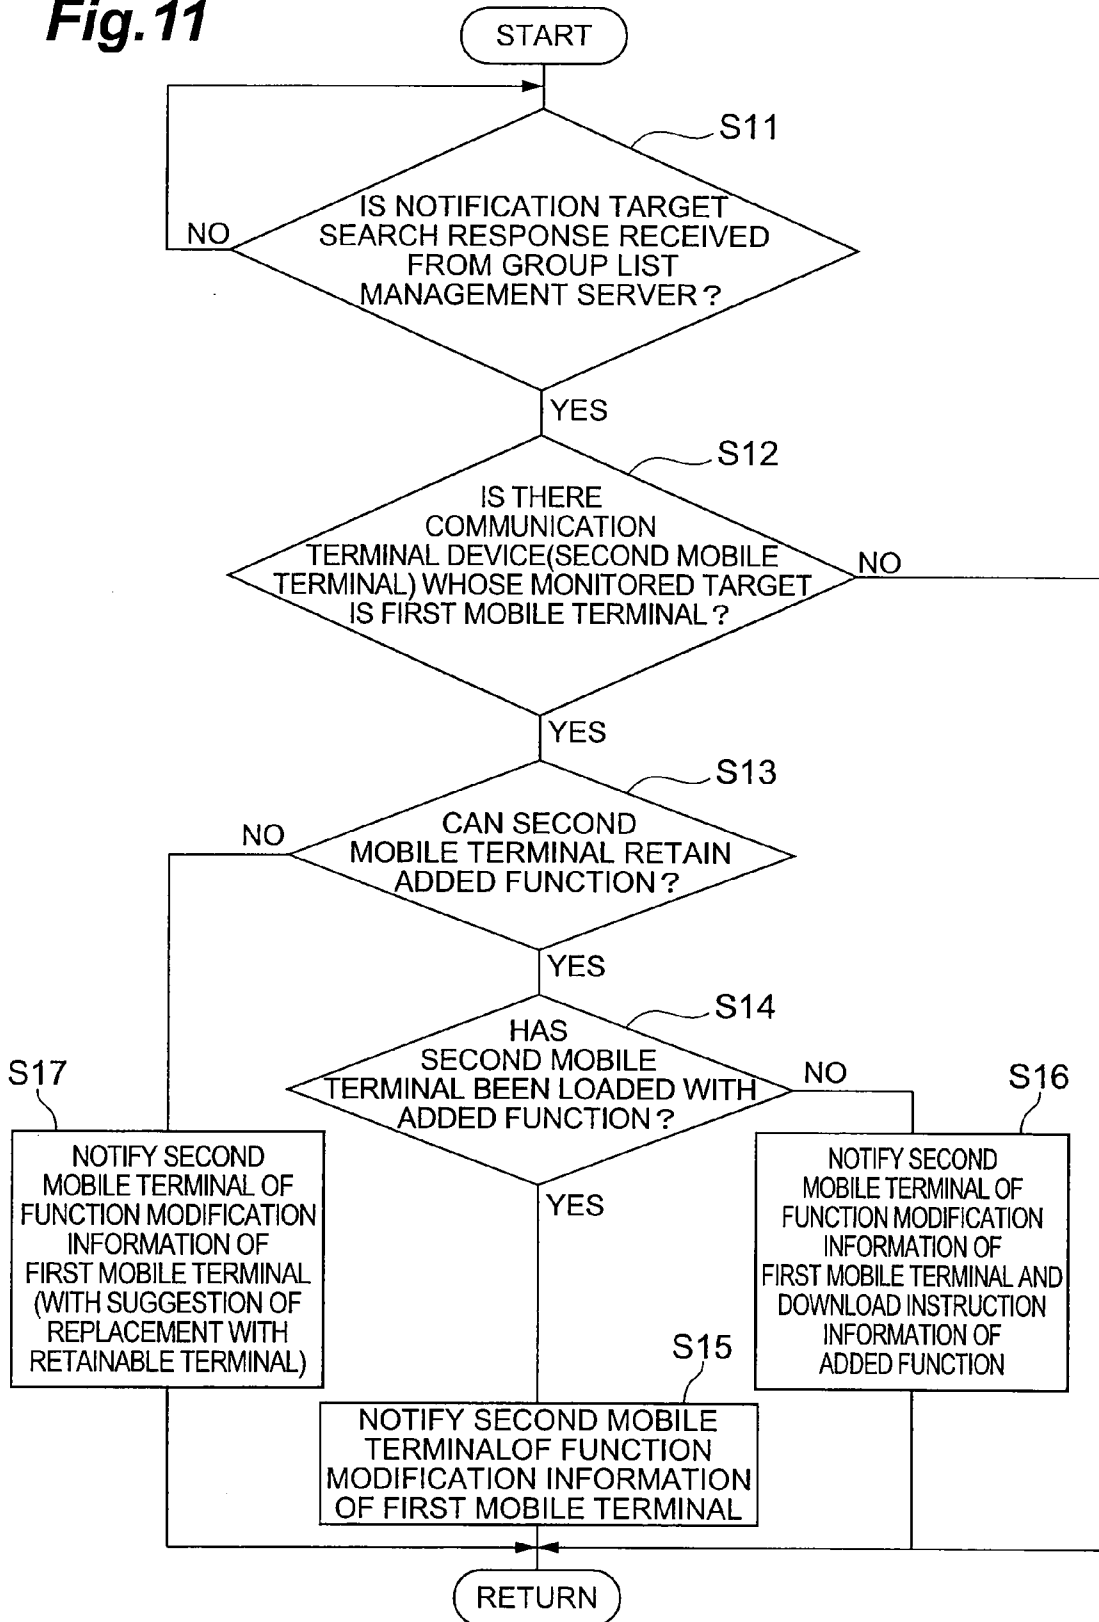 Fig.11
START
S11
IS NOTIFICATION TARGET
SEARCH RESPONSE RECEIVED
FROM GROUP LIST
MANAGEMENT SERVER?
NO
YES
S12
IS THERE
COMMUNICATION
TERMINAL DEVICE(SECOND MOBILE
TERMINAL) WHOSE MONITORED TARGET
IS FIRST MOBILE TERMINAL?
NO
YES
S13
CAN SECOND
MOBILE TERMINAL RETAIN
ADDED FUNCTION?
NO
YES
S14
HAS
SECOND MOBILE
TERMINAL BEEN LOADED WITH
ADDED FUNCTION?
NO
YES
S17
NOTIFY SECOND
MOBILE TERMINAL OF
FUNCTION MODIFICATION
INFORMATION OF
FIRST MOBILE TERMINAL
(WITH SUGGESTION OF
REPLACEMENT WITH
RETAINABLE TERMINAL)
S16
NOTIFY SECOND
MOBILE TERMINAL OF
FUNCTION MODIFICATION
INFORMATION OF
FIRST MOBILE TERMINAL AND
DOWNLOAD INSTRUCTION
INFORMATION OF
ADDED FUNCTION
S15
NOTIFY SECOND MOBILE
TERMINALOF FUNCTION
MODIFICATION INFORMATION
OF FIRST MOBILE TERMINAL
RETURN